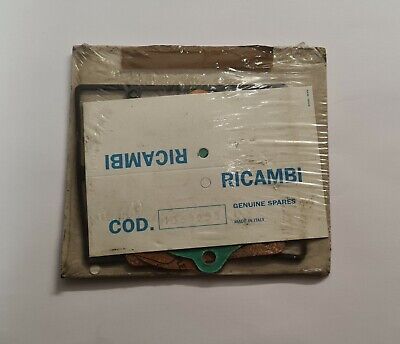 RICAMBI
RICAMBI
GENUINE SPARES
MADE IN ITALY
COD.